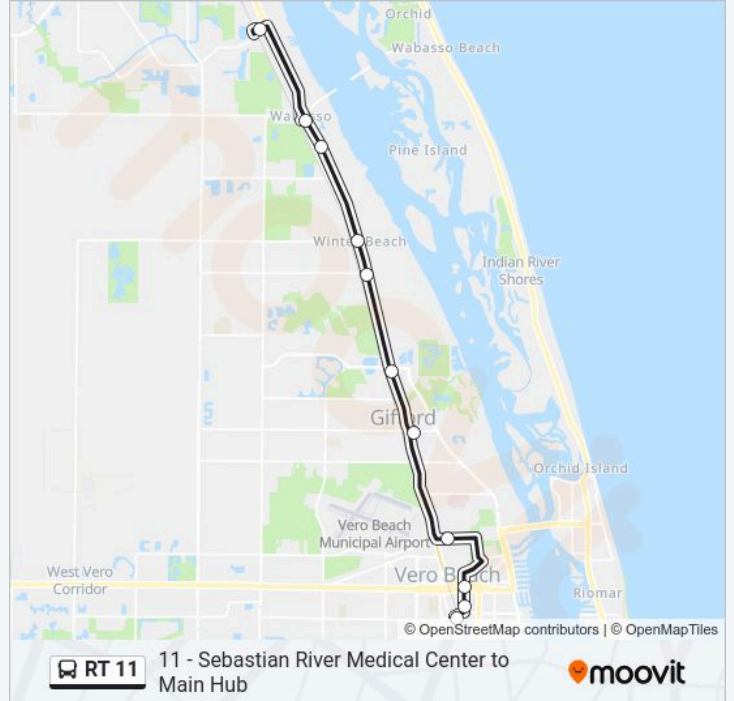 Orchid
Wabasso Beach
Wabasso
Pine Island
Winter Beach
Indian River
Shores
Gifford
Orchid Island
Vero Beach
Municipal Airport
West Vero
Corridor
Vero Beach
Riomar
© OpenStreetMap contributors | © OpenMapTiles
RT 11
11 - Sebastian River Medical Center to
Main Hub
moovit